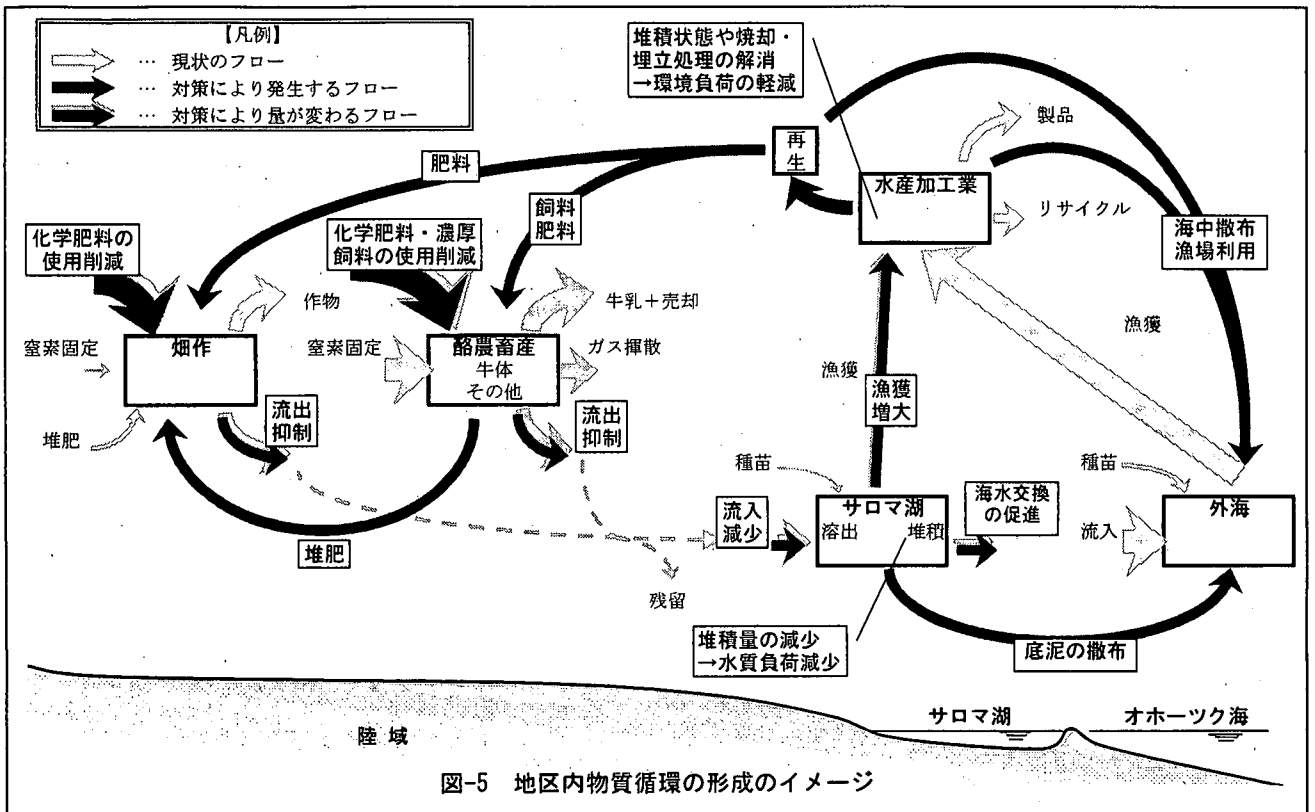 【凡例】
… 現状のフロー
… 対策により発生するフロー
… 対策により量が変わるフロー
堆積状態や焼却・
埋立処理の解消
→環境負荷の軽減
製品
再
生
水産加工業
リサイクル
肥料
飼料
肥料
海中撒布
漁場利用
化学肥料の
使用削減
化学肥料・濃厚
飼料の使用削減
作物
牛乳+売却
漁獲
窒素固定
畑作
窒素固定
酪農畜産
牛体
その他
ガス揮散
漁獲
漁獲
増大
堆肥
流出
抑制
流出
抑制
種苗
種苗
流入
減少
サロマ湖
溶出
堆積
海水交換
の促進
流入
外海
堆肥
残留
堆積量の減少
→水質負荷減少
底泥の撒布
サロマ湖
オホーツク海
陸域
図-5 地区内物質循環の形成のイメージ